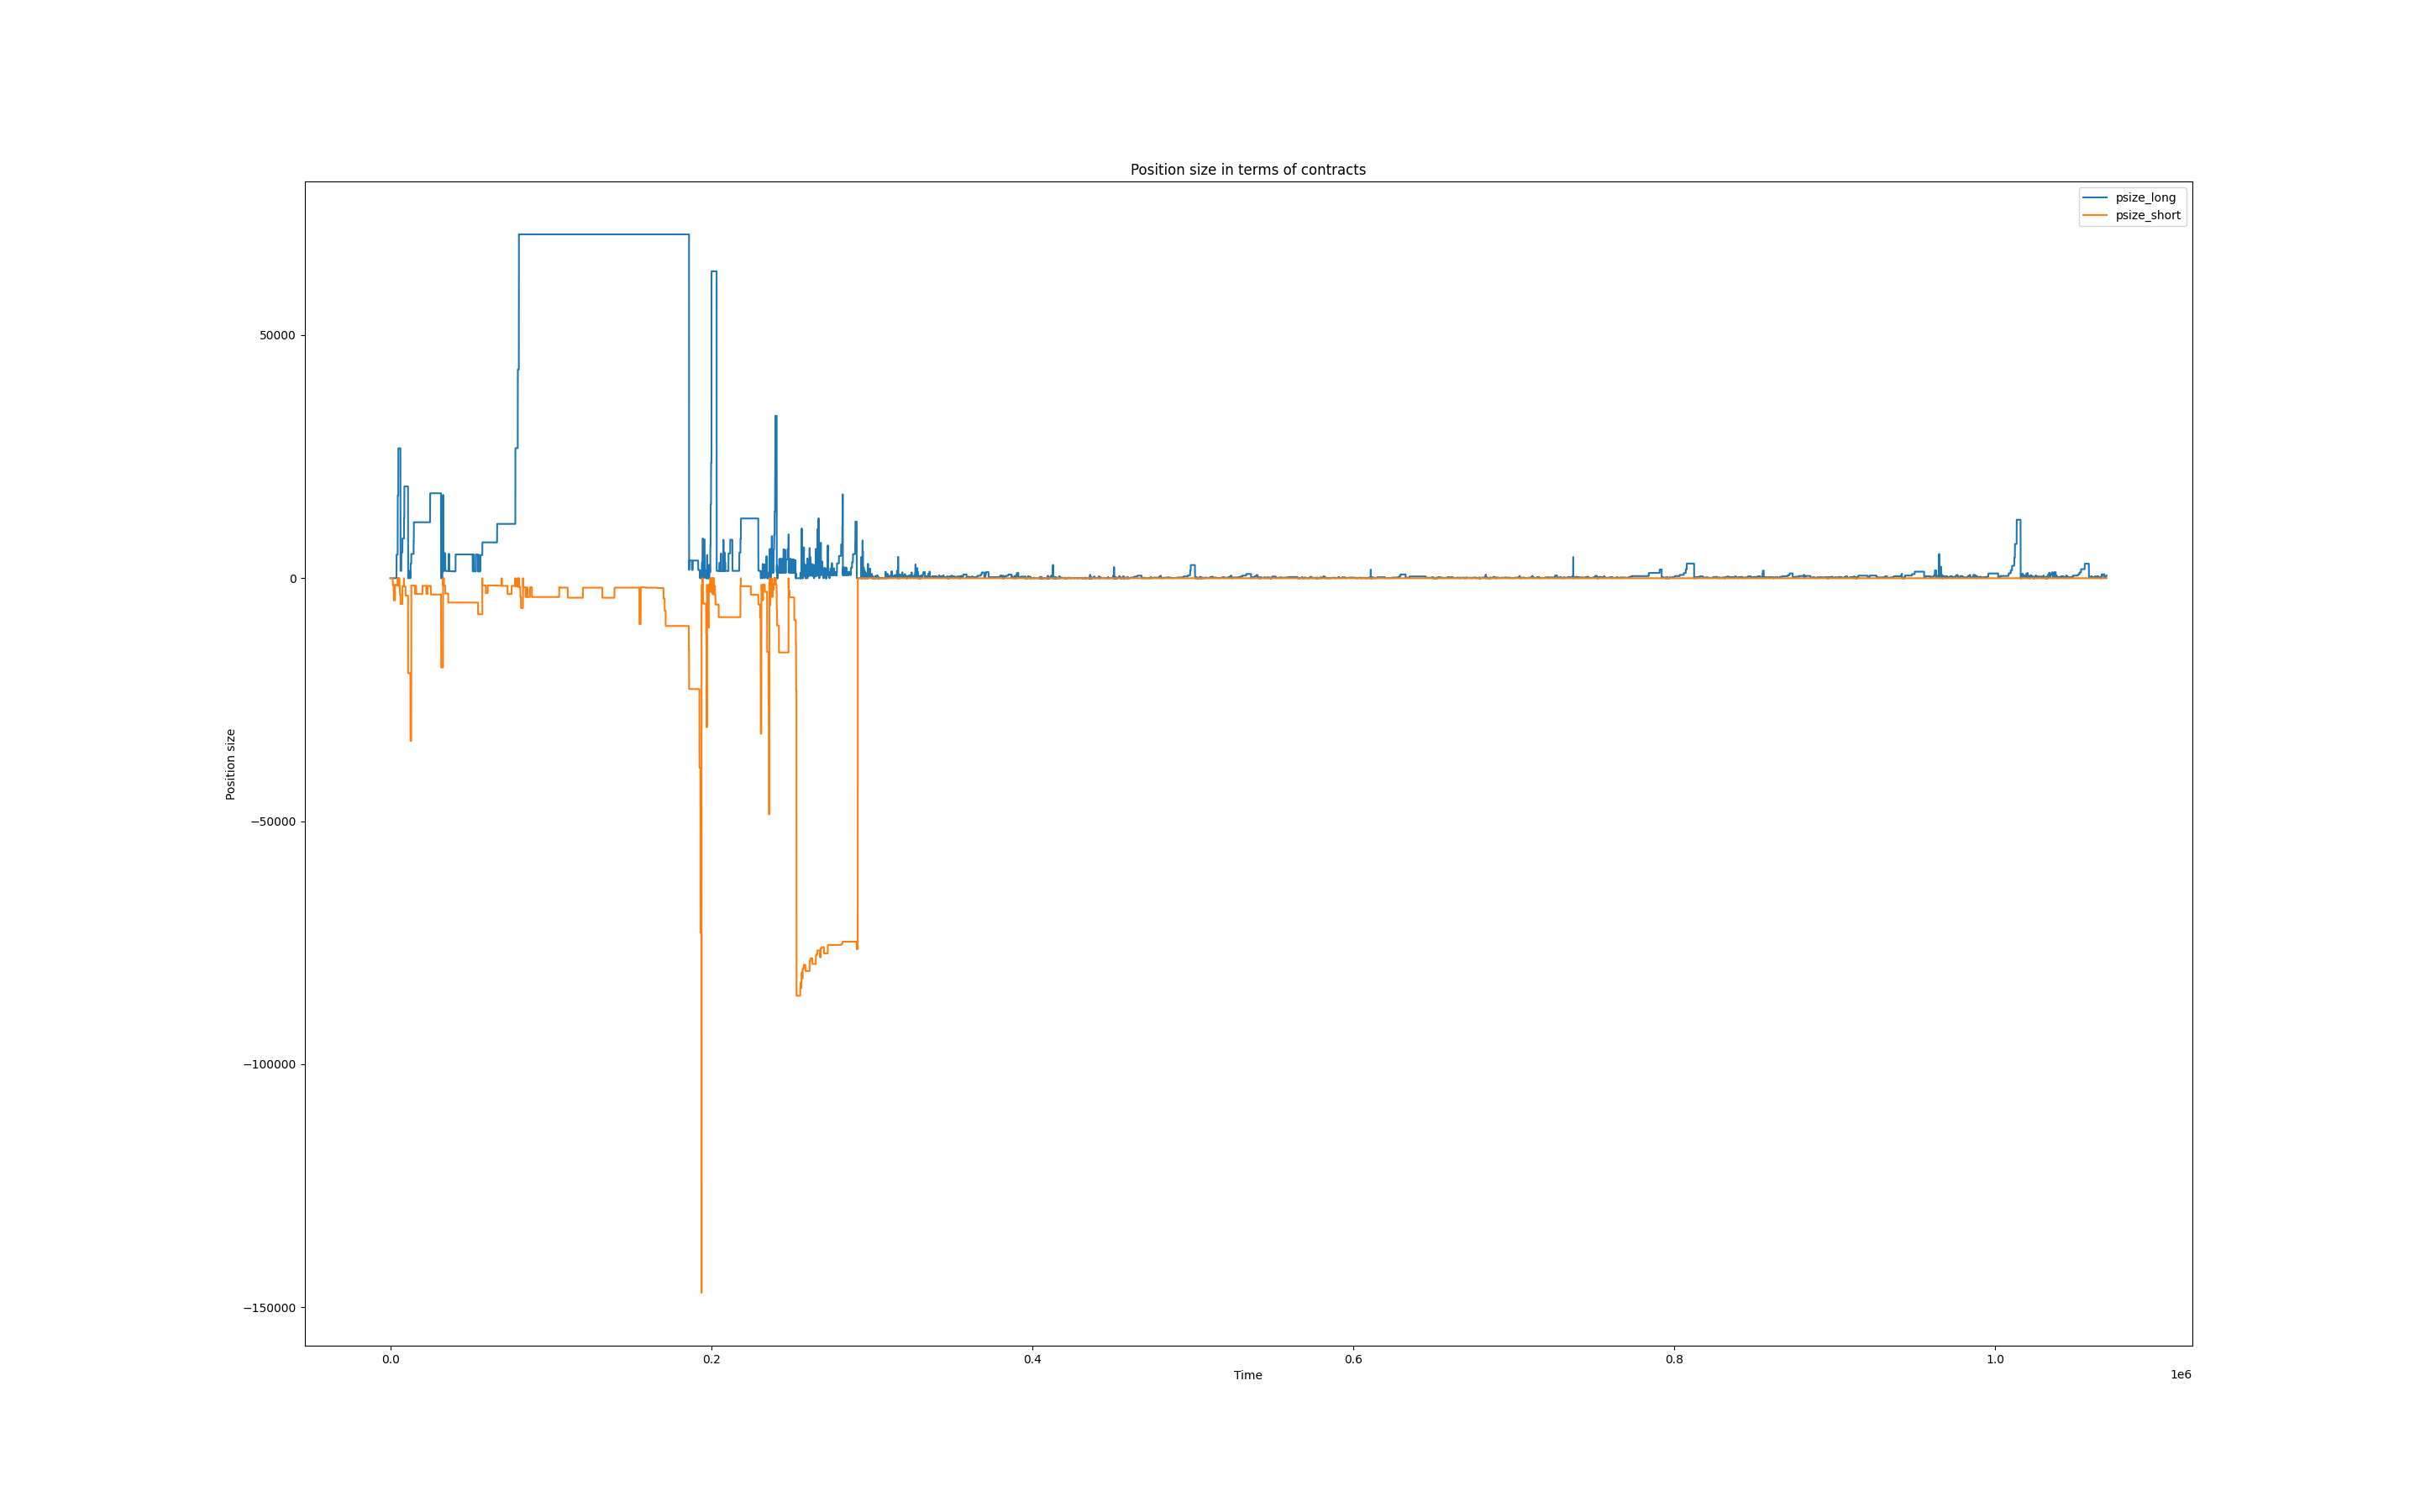 Position size in terms of contracts
psize_long
psize_short
50000
0
−50000
−100000
−150000
Position size
0.0
0.2
0.4
0.6
0.8
1.0
1e6
Time